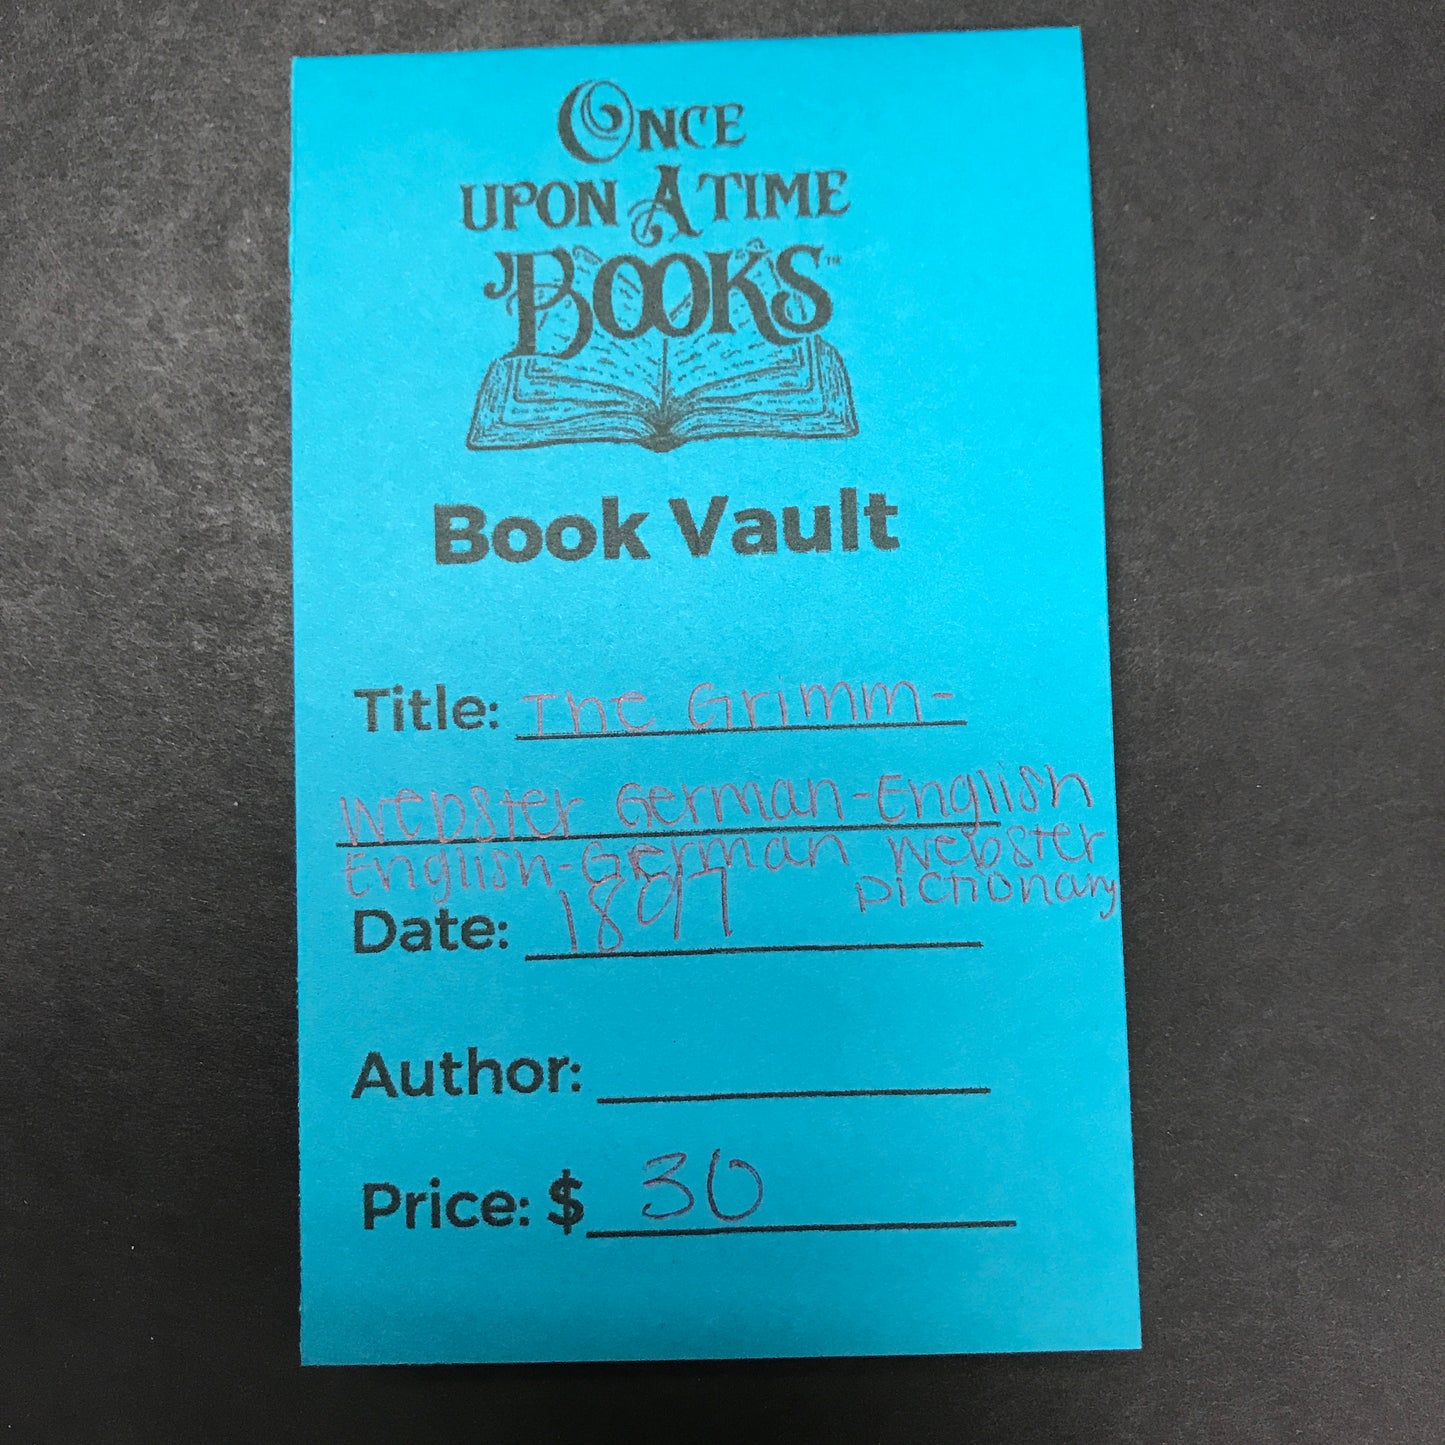 ONCE
UPON A TIME
BOOKS™
Book Vault
Title: The Grimm-
Webster German-English
English-German Webster
Dictionary
Date: 1897
Author:
Price: $ 30